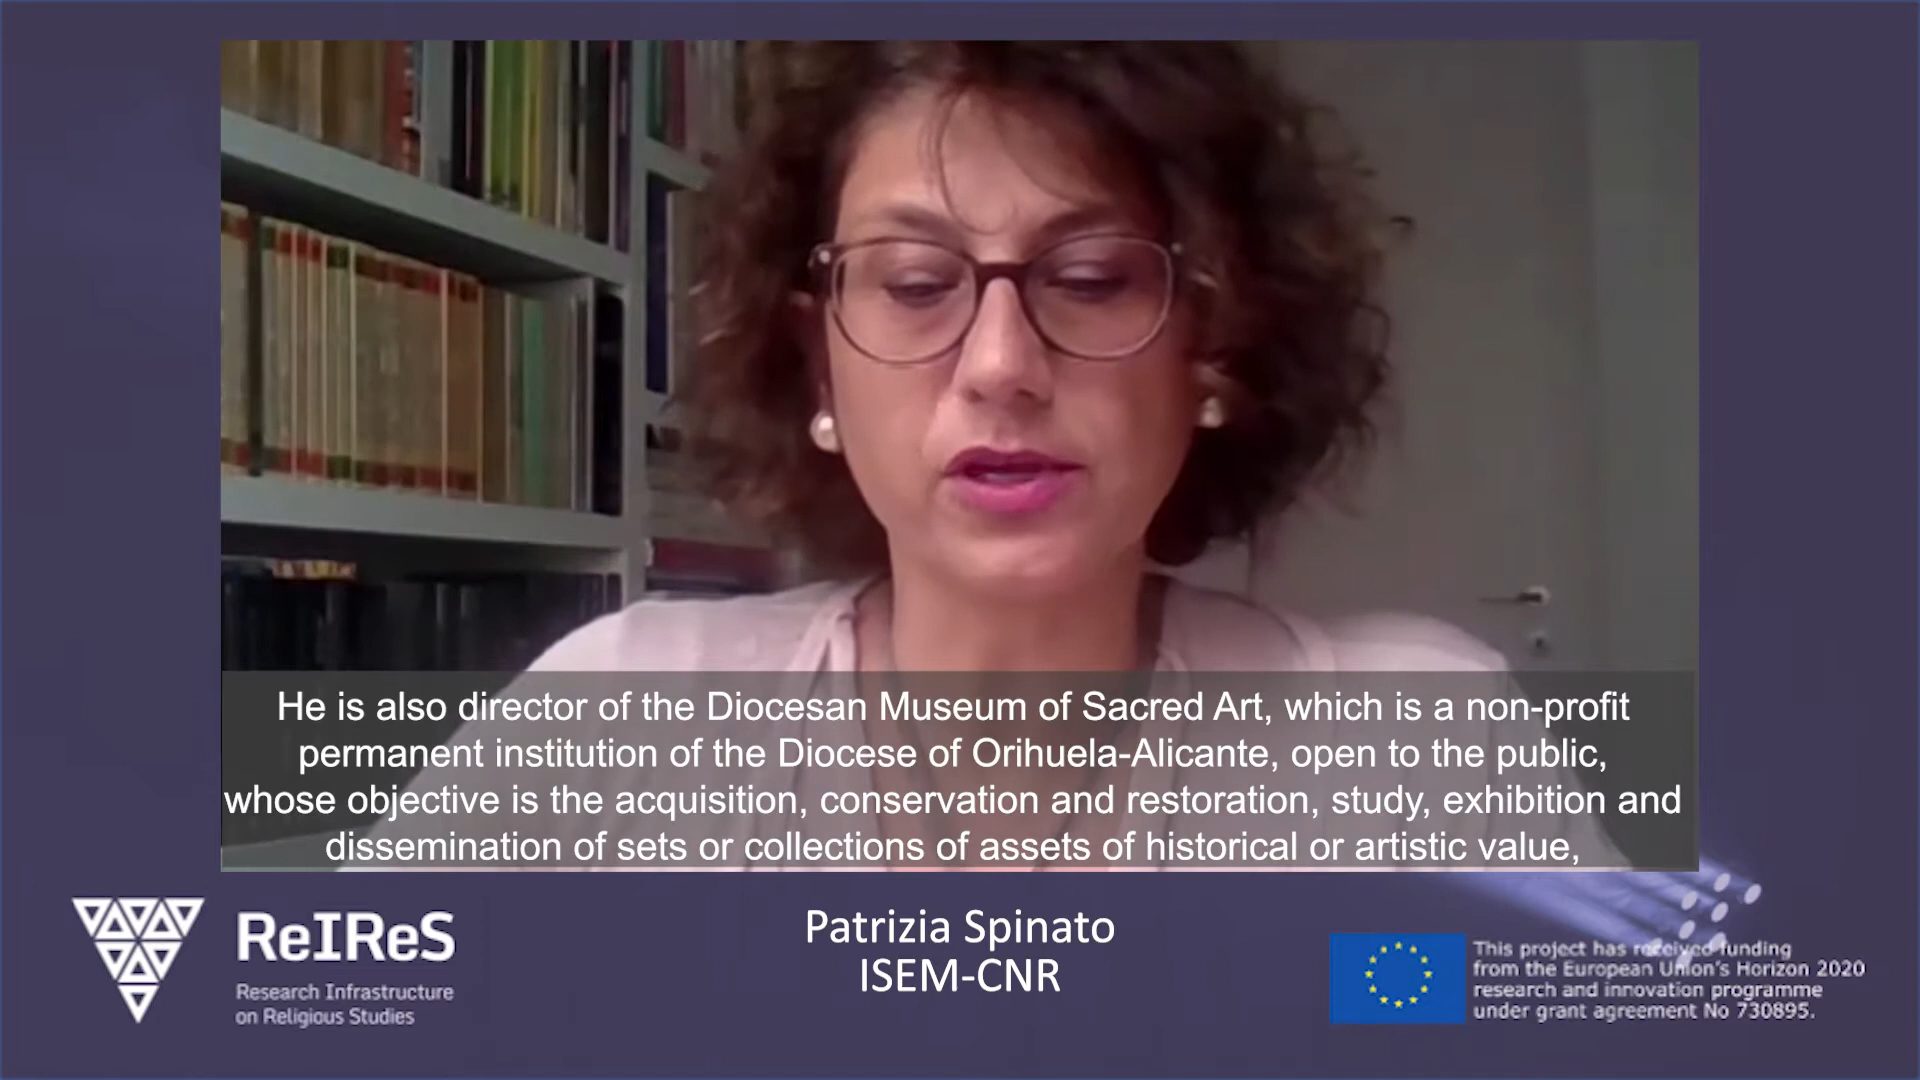 He is also director of the Diocesan Museum of Sacred Art, which is a non-profit
permanent institution of the Diocese of Orihuela-Alicante, open to the public,
whose objective is the acquisition, conservation and restoration, study, exhibition and
dissemination of sets or collections of assets of historical or artistic value,
ReIReS
Research Infrastructure
on Religious Studies
Patrizia Spinato
ISEM-CNR
This project has received funding
from the European Union's Horizon 2020
research and innovation programme
under grant agreement No 730895.